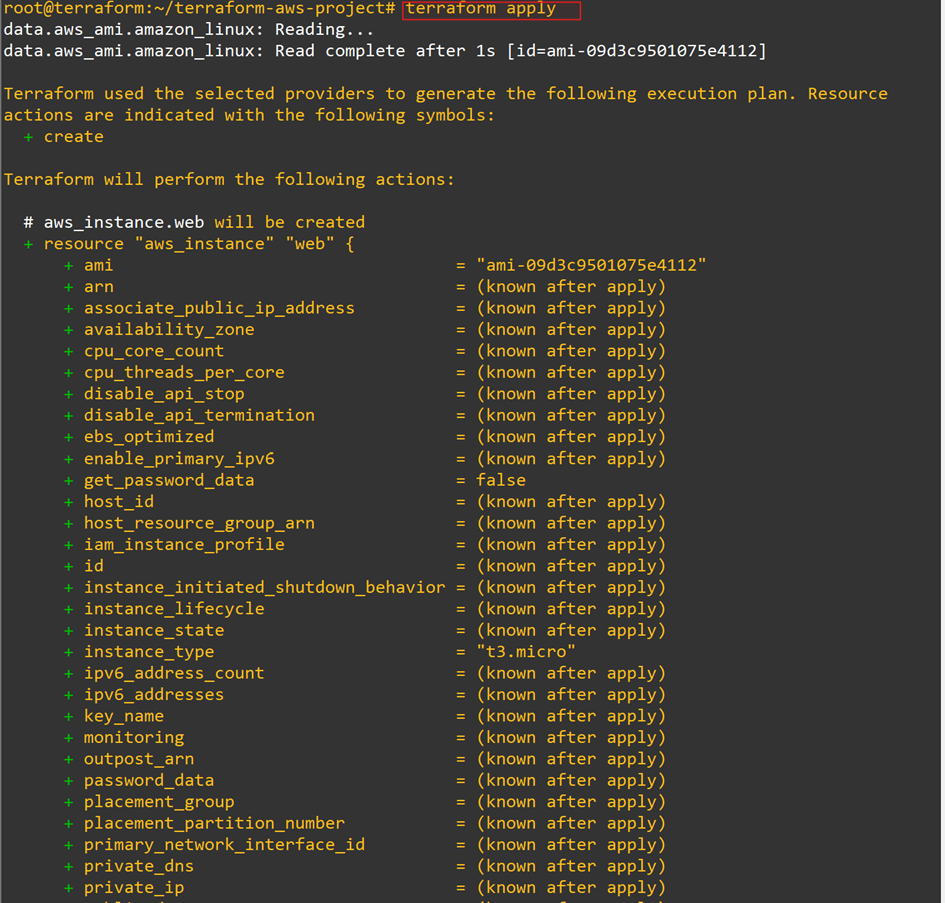 root@terraform:~/terraform-aws-project# terraform apply
data.aws_ami.amazon_linux: Reading...
data.aws_ami.amazon_linux: Read complete after 1s [id=ami-09d3c9501075e4112]
Terraform used the selected providers to generate the following execution plan. Resource
actions are indicated with the following symbols:
  + create
Terraform will perform the following actions:
  # aws_instance.web will be created
  + resource "aws_instance" "web" {
      + ami                                  = "ami-09d3c9501075e4112"
      + arn                                  = (known after apply)
      + associate_public_ip_address          = (known after apply)
      + availability_zone                    = (known after apply)
      + cpu_core_count                       = (known after apply)
      + cpu_threads_per_core                 = (known after apply)
      + disable_api_stop                     = (known after apply)
      + disable_api_termination              = (known after apply)
      + ebs_optimized                        = (known after apply)
      + enable_primary_ipv6                  = (known after apply)
      + get_password_data                    = false
      + host_id                              = (known after apply)
      + host_resource_group_arn              = (known after apply)
      + iam_instance_profile                 = (known after apply)
      + id                                   = (known after apply)
      + instance_initiated_shutdown_behavior = (known after apply)
      + instance_lifecycle                   = (known after apply)
      + instance_state                       = (known after apply)
      + instance_type                        = "t3.micro"
      + ipv6_address_count                   = (known after apply)
      + ipv6_addresses                       = (known after apply)
      + key_name                             = (known after apply)
      + monitoring                           = (known after apply)
      + outpost_arn                          = (known after apply)
      + password_data                        = (known after apply)
      + placement_group                      = (known after apply)
      + placement_partition_number           = (known after apply)
      + primary_network_interface_id         = (known after apply)
      + private_dns                          = (known after apply)
      + private_ip                           = (known after apply)